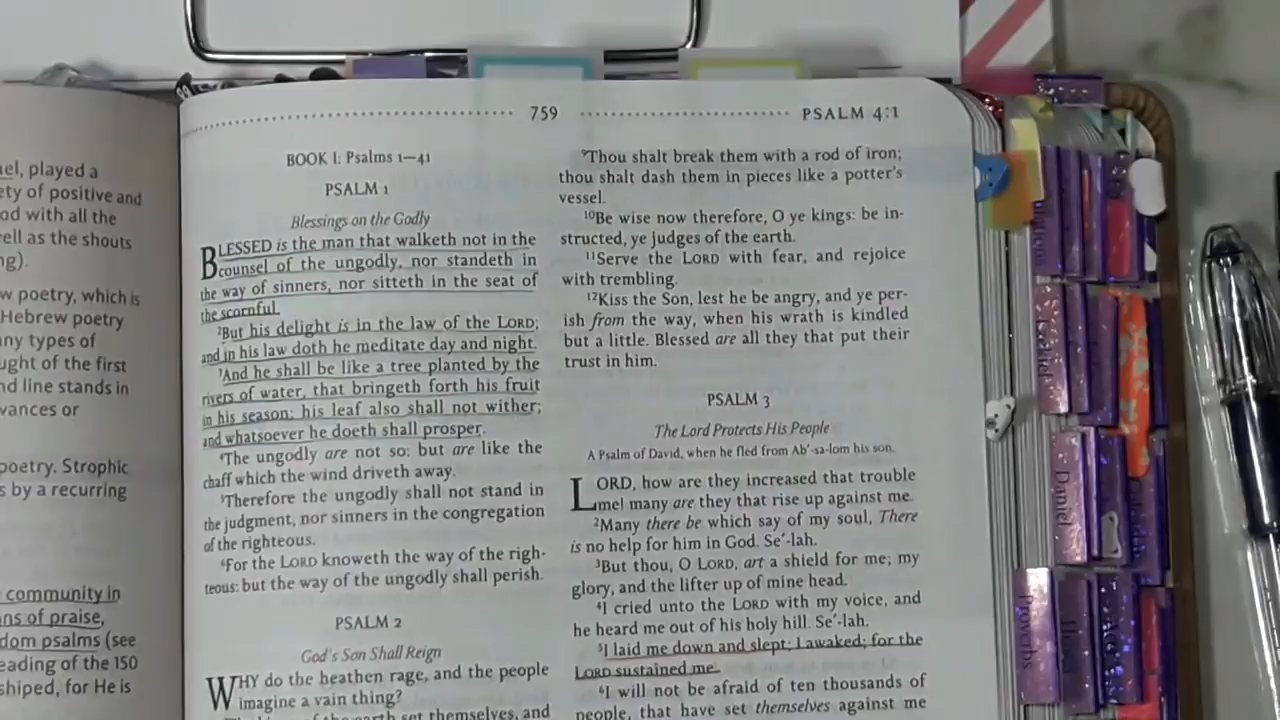 ael, played a
ety of positive and
od with all the
vell as the shouts
ng).
w poetry, which is
Hebrew poetry
any types of
ught of the first
nd line stands in
vances or
poetry. Strophic
s by a recurring
community in
ns of praise,
dom psalms (see
eading of the 150
shiped, for He is
759
PSALM 4:1
BOOK I: Psalms 1—41
PSALM 1
Blessings on the Godly
BLESSED is the man that walketh not in the
counsel of the ungodly, nor standeth in
the way of sinners, nor sitteth in the seat of
the scornful.
2But his delight is in the law of the LORD;
and in his law doth he meditate day and night.
3And he shall be like a tree planted by the
rivers of water, that bringeth forth his fruit
in his season; his leaf also shall not wither;
and whatsoever he doeth shall prosper.
4The ungodly are not so: but are like the
chaff which the wind driveth away.
5Therefore the ungodly shall not stand in
the judgment, nor sinners in the congregation
of the righteous.
6For the LORD knoweth the way of the righ-
teous: but the way of the ungodly shall perish.
PSALM 2
God's Son Shall Reign
WHY do the heathen rage, and the people
imagine a vain thing?
set themselves, and
9Thou shalt break them with a rod of iron;
thou shalt dash them in pieces like a potter's
vessel.
10Be wise now therefore, O ye kings: be in-
structed, ye judges of the earth.
11Serve the LORD with fear, and rejoice
with trembling.
12Kiss the Son, lest he be angry, and ye per-
ish from the way, when his wrath is kindled
but a little. Blessed are all they that put their
trust in him.
PSALM 3
The Lord Protects His People
A Psalm of David, when he fled from Ab′-sa-lom his son.
LORD, how are they increased that trouble
me! many are they that rise up against me.
2Many there be which say of my soul, There
is no help for him in God. Se′-lah.
3But thou, O LORD, art a shield for me; my
glory, and the lifter up of mine head.
4I cried unto the LORD with my voice, and
he heard me out of his holy hill. Se′-lah.
5I laid me down and slept; I awaked; for the
LORD sustained me.
6I will not be afraid of ten thousands of
people, that have set themselves against me
Daniel
Proverbs